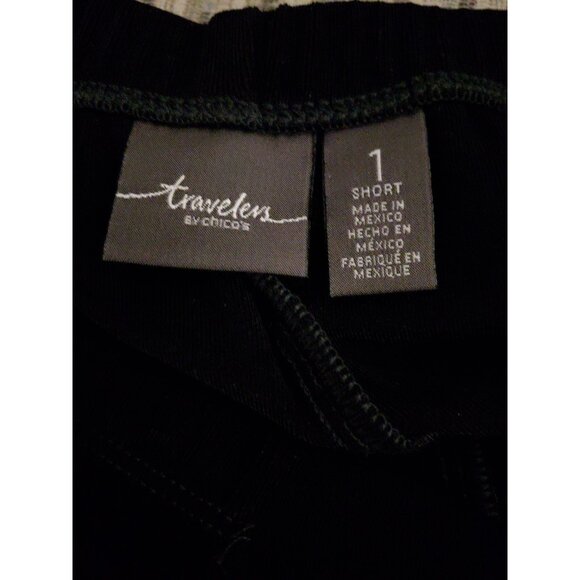 travelers
BY CHICO'S
1
SHORT
MADE IN
MEXICO
HECHO EN
MÉXICO
FABRIQUÉ EN
MEXIQUE